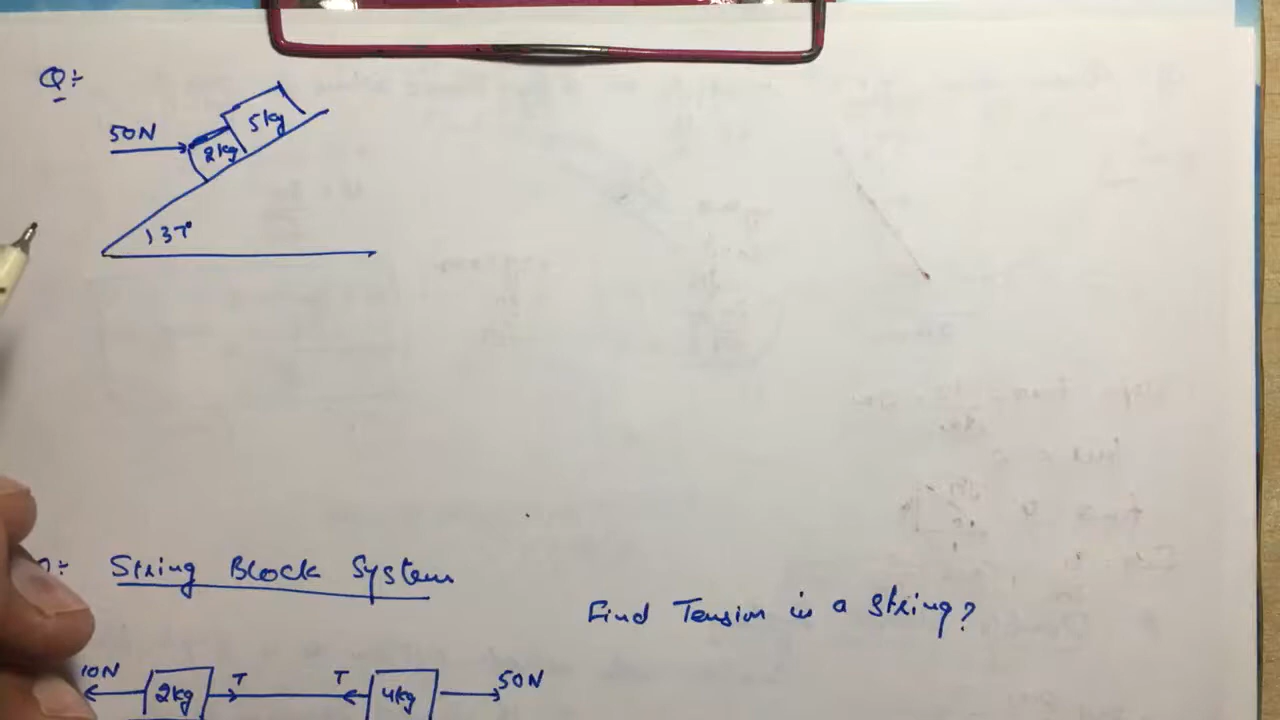 Q:-
50N
2kg
5kg
37°
String Block System
Find Tension in a string?
10N 2kg T T 4kg 50N